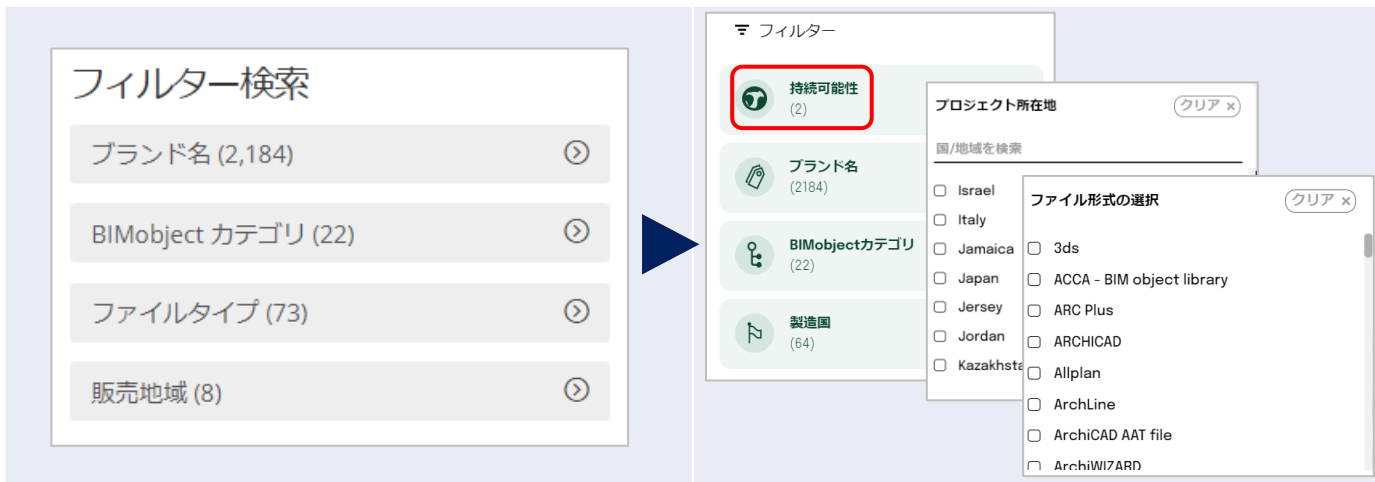 フィルター検索
ブランド名 (2,184)
BIMobject カテゴリ (22)
ファイルタイプ (73)
販売地域 (8)
フィルター
持続可能性
(2)
ブランド名
(2184)
BIMobjectカテゴリ
(22)
製造国
(64)
プロジェクト所在地
クリア ×
国/地域を検索
Israel
Italy
Jamaica
Japan
Jersey
Jordan
Kazakhsta
ファイル形式の選択
クリア ×
3ds
ACCA - BIM object library
ARC Plus
ARCHICAD
Allplan
ArchLine
ArchiCAD AAT file
ArchiWIZARD